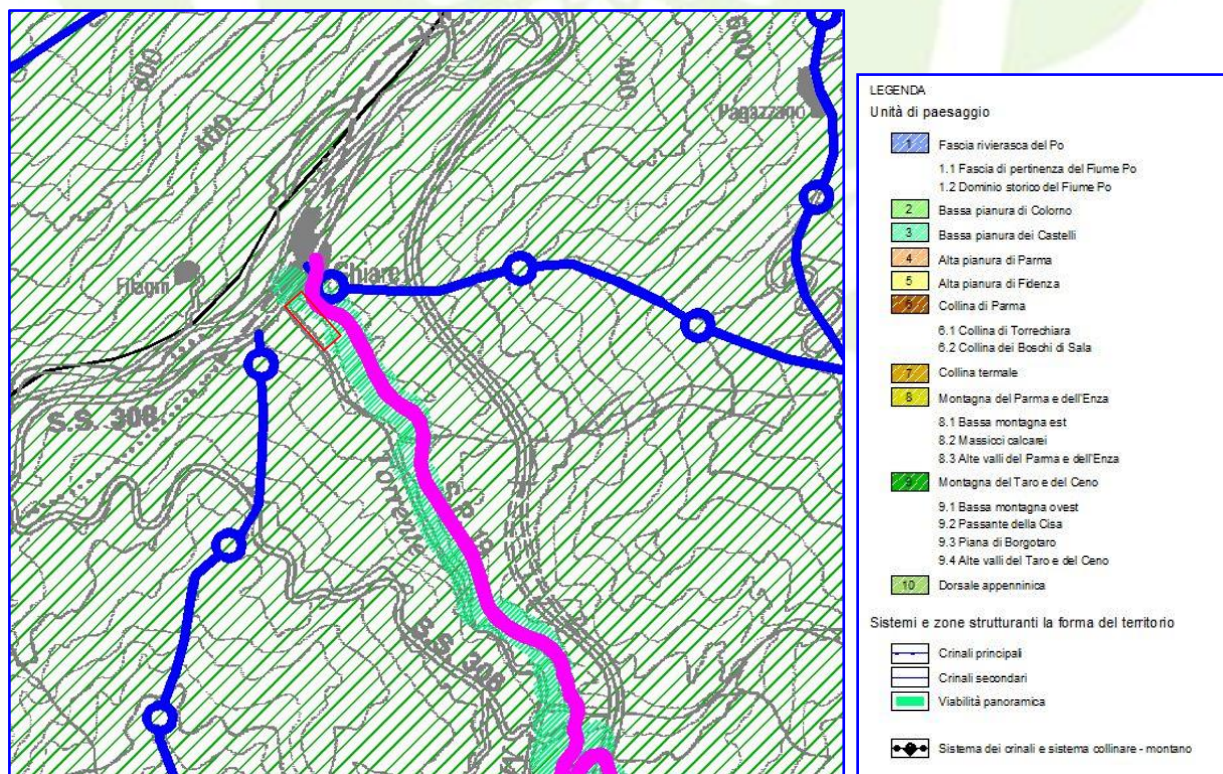 600
400
600
400
Pagazzano
Filagni
S.S. 308
Torrente
S.P. 48
S.S. 308
LEGENDA
Unità di paesaggio
1 Fascia rivierasca del Po
1.1 Fascia di pertinenza del Fiume Po
1.2 Dominio storico del Fiume Po
2 Bassa pianura di Colorno
3 Bassa pianura dei Castelli
4 Alta pianura di Parma
5 Alta pianura di Fidenza
6 Collina di Parma
6.1 Collina di Torrechiara
6.2 Collina dei Boschi di Sala
7 Collina termale
8 Montagna del Parma e dell'Enza
8.1 Bassa montagna est
8.2 Massicci calcarei
8.3 Alte valli del Parma e dell'Enza
9 Montagna del Taro e del Ceno
9.1 Bassa montagna ovest
9.2 Passante della Cisa
9.3 Piana di Borgotaro
9.4 Alte valli del Taro e del Ceno
10 Dorsale appenninica
Sistemi e zone strutturanti la forma del territorio
Crinali principali
Crinali secondari
Viabilità panoramica
Sistema dei crinali e sistema collinare - montano